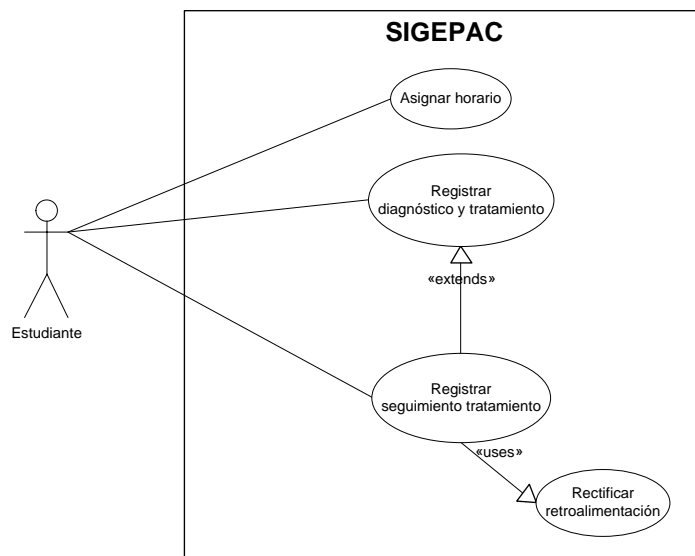 SIGEPAC
Asignar horario
Registrar
diagnóstico y tratamiento
«extends»
Estudiante
Registrar
seguimiento tratamiento
«uses»
Rectificar
retroalimentación